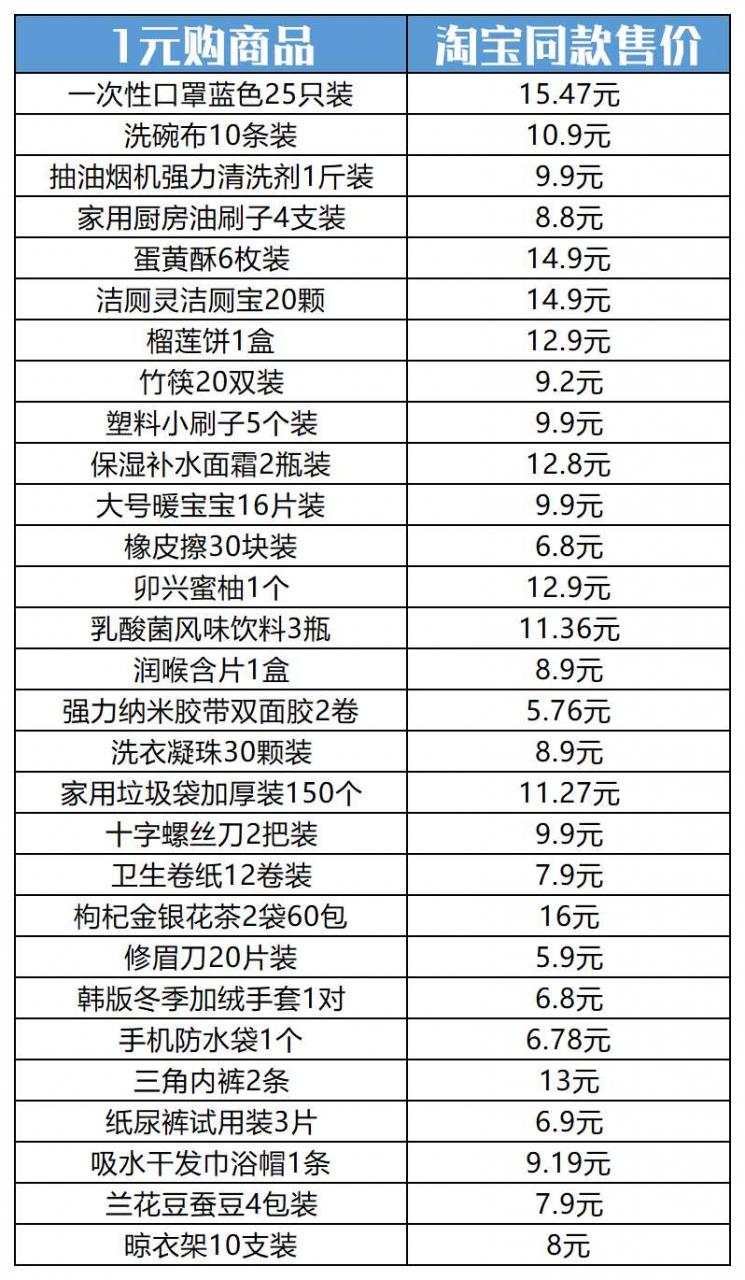 1元购商品 淘宝同款售价
一次性口罩蓝色25只装 15.47元
洗碗布10条装 10.9元
抽油烟机强力清洗剂1斤装 9.9元
家用厨房油刷子4支装 8.8元
蛋黄酥6枚装 14.9元
洁厕灵洁厕宝20颗 14.9元
榴莲饼1盒 12.9元
竹筷20双装 9.2元
塑料小刷子5个装 9.9元
保湿补水面霜2瓶装 12.8元
大号暖宝宝16片装 9.9元
橡皮擦30块装 6.8元
卯兴蜜柚1个 12.9元
乳酸菌风味饮料3瓶 11.36元
润喉含片1盒 8.9元
强力纳米胶带双面胶2卷 5.76元
洗衣凝珠30颗装 8.9元
家用垃圾袋加厚装150个 11.27元
十字螺丝刀2把装 9.9元
卫生卷纸12卷装 7.9元
枸杞金银花茶2袋60包 16元
修眉刀20片装 5.9元
韩版冬季加绒手套1对 6.8元
手机防水袋1个 6.78元
三角内裤2条 13元
纸尿裤试用装3片 6.9元
吸水干发巾浴帽1条 9.19元
兰花豆蚕豆4包装 7.9元
晾衣架10支装 8元